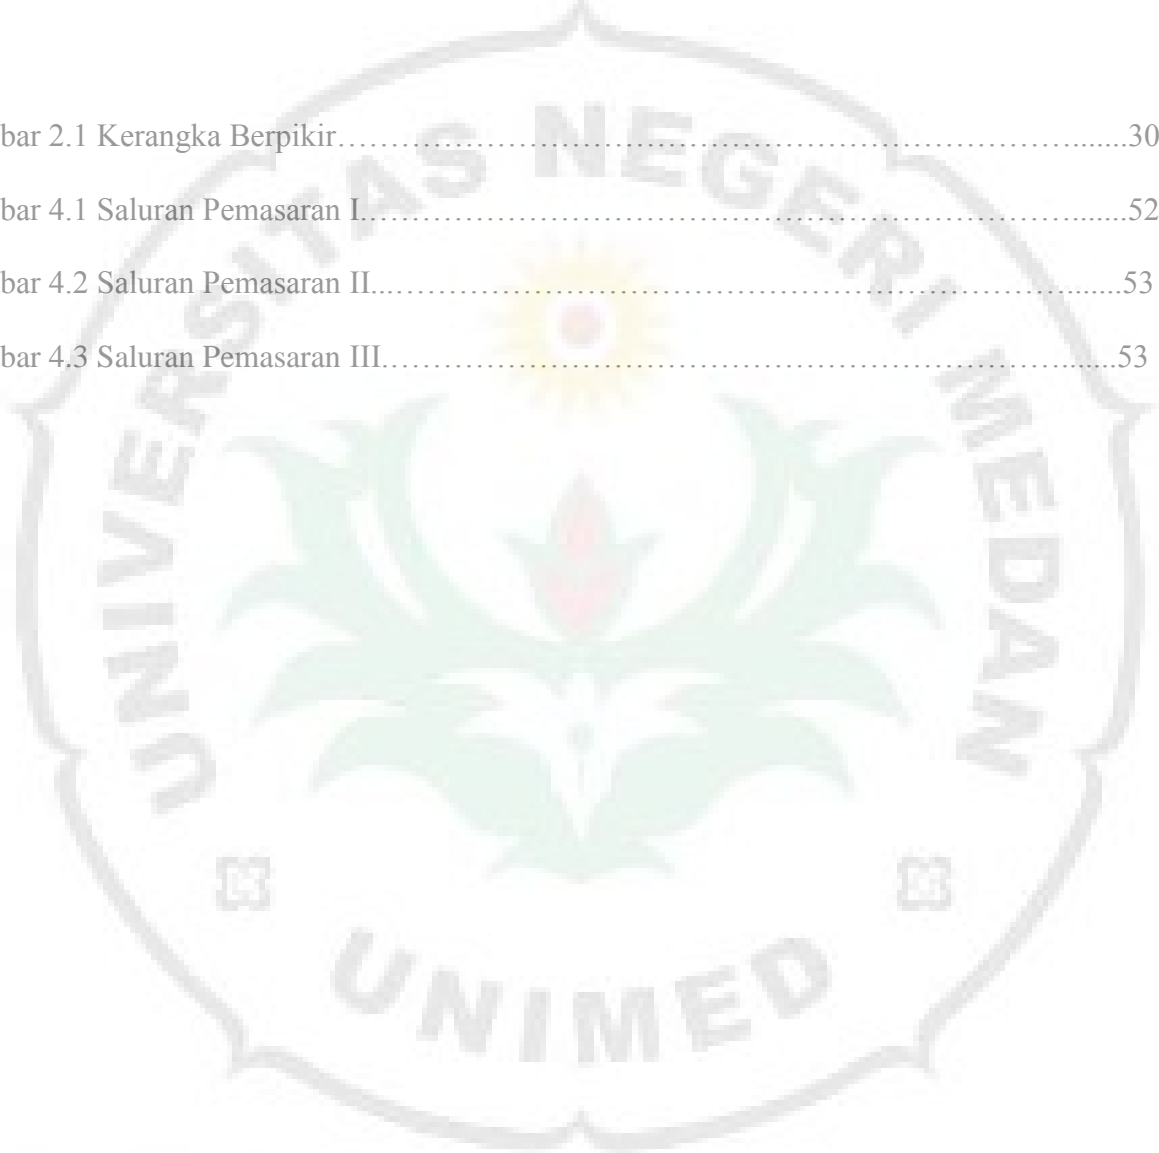 bar 2.1 Kerangka Berpikir……………………………………………………………….......30
bar 4.1 Saluran Pemasaran I…………………………………………………………….......52
bar 4.2 Saluran Pemasaran II...………………………………………………………….......53
bar 4.3 Saluran Pemasaran III………………………………………………………….......53
UNIVERSITAS NEGERI MEDAN
UNIMED